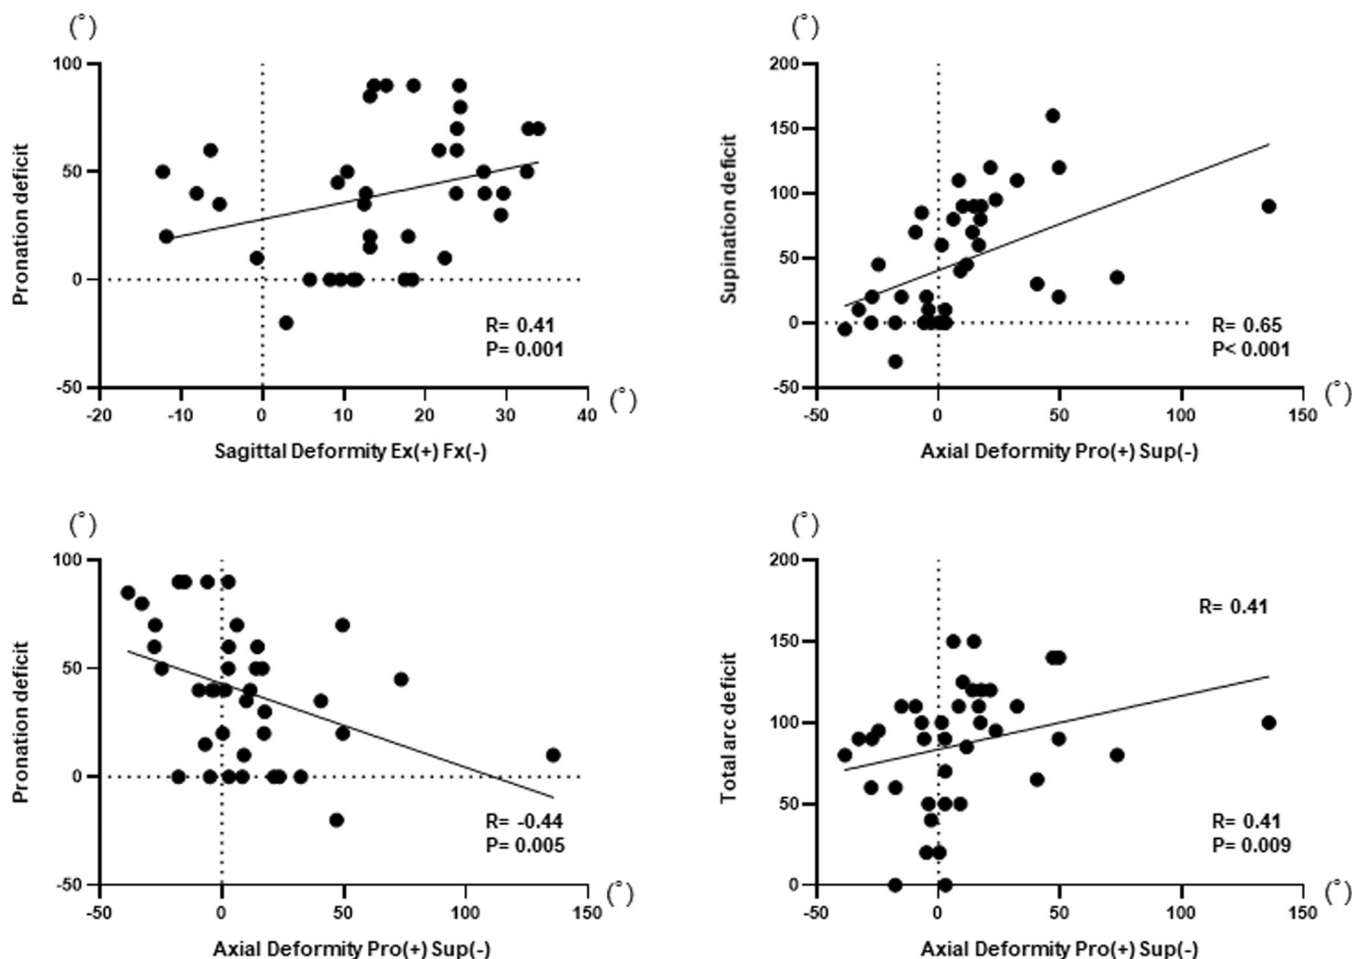 (°)
100
50
0
-50
Pronation deficit
R= 0.41
P= 0.001
-20 -10 0 10 20 30 40
(°)
Sagittal Deformity Ex(+) Fx(-)
(°)
200
150
100
50
0
-50
Supination deficit
R= 0.65
P< 0.001
-50 0 50 100 150
(°)
Axial Deformity Pro(+) Sup(-)
(°)
100
50
0
-50
Pronation deficit
R= -0.44
P= 0.005
-50 0 50 100 150
(°)
Axial Deformity Pro(+) Sup(-)
(°)
200
150
100
50
0
Total arc deficit
R= 0.41
R= 0.41
P= 0.009
-50 0 50 100 150
(°)
Axial Deformity Pro(+) Sup(-)